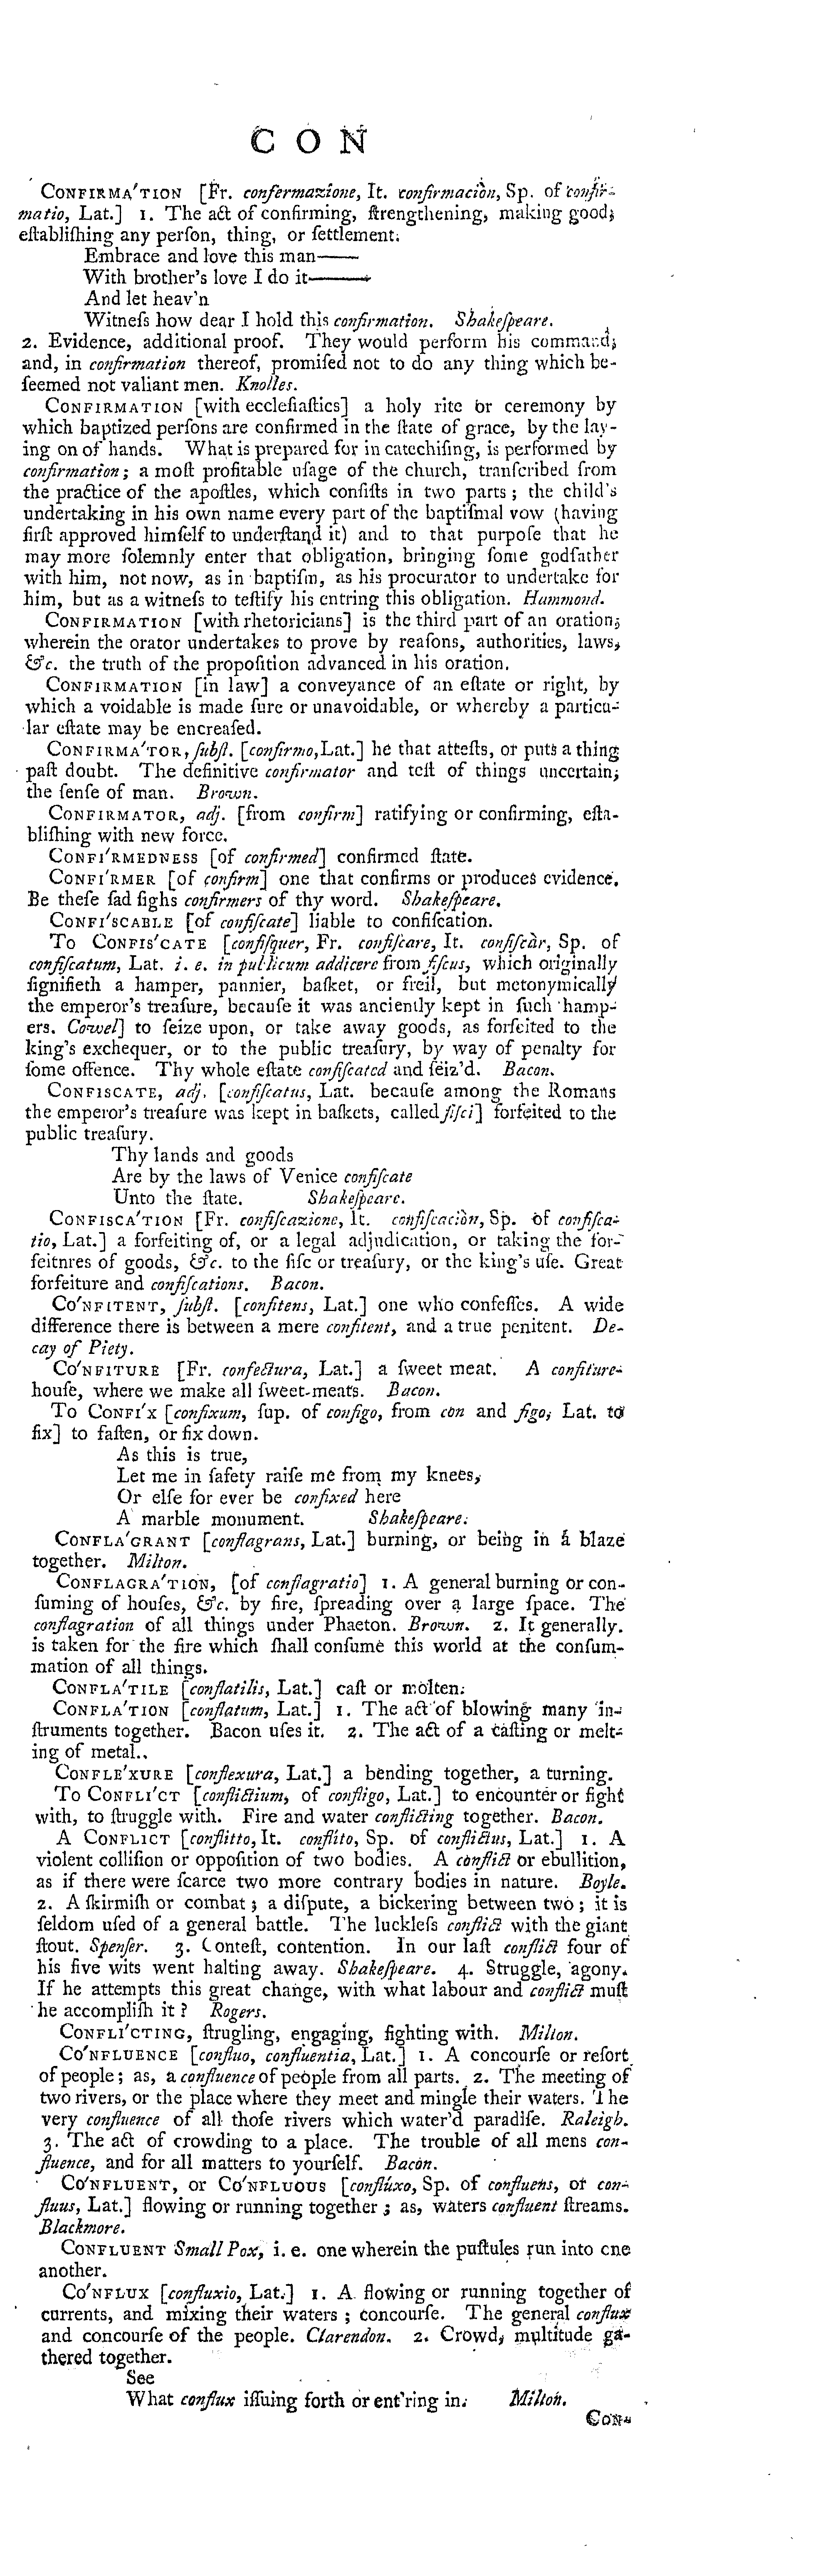 CON
CONFIRMA'TION [Fr. confermazione, It. confirmaciòn, Sp. of confir-
matio, Lat.] 1. The act of confirming, ſtrengthening, making good;
eſtabliſhing any perſon, thing, or ſettlement.
Embrace and love this man——
With brother's love I do it———
And let heav'n
Witneſs how dear I hold this confirmation. Shakeſpeare.
2. Evidence, additional proof. They would perform his command;
and, in confirmation thereof, promiſed not to do any thing which be-
ſeemed not valiant men. Knolles.
CONFIRMATION [with eccleſiaſtics] a holy rite or ceremony by
which baptized perſons are confirmed in the ſtate of grace, by the lay-
ing on of hands. What is prepared for in catechiſing, is performed by
confirmation; a moſt profitable uſage of the church, tranſcribed from
the practice of the apoſtles, which conſiſts in two parts; the child's
undertaking in his own name every part of the baptiſmal vow (having
firſt approved himſelf to underſtand it) and to that purpoſe that he
may more ſolemnly enter that obligation, bringing ſome godfather
with him, not now, as in baptiſm, as his procurator to undertake for
him, but as a witneſs to teſtify his entring this obligation. Hammond.
CONFIRMATION [with rhetoricians] is the third part of an oration;
wherein the orator undertakes to prove by reaſons, authorities, laws,
&c. the truth of the propoſition advanced in his oration.
CONFIRMATION [in law] a conveyance of an eſtate or right, by
which a voidable is made ſure or unavoidable, or whereby a particu-
lar eſtate may be encreaſed.
CONFIRMA'TOR, ſubſt. [confirmo, Lat.] he that atteſts, or puts a thing
paſt doubt. The definitive confirmator and teſt of things uncertain;
the ſenſe of man. Brown.
CONFIRMATOR, adj. [from confirm] ratifying or confirming, eſta-
bliſhing with new force.
CONFI'RMEDNESS [of confirmed] confirmed ſtate.
CONFI'RMER [of confirm] one that confirms or produces evidence.
Be theſe ſad ſighs confirmers of thy word. Shakeſpeare.
CONFI'SCABLE [of confiſcate] liable to confiſcation.
To CONFIS'CATE [confiſquer, Fr. confiſcare, It. confiſcàr, Sp. of
confiſcatum, Lat. i. e. in publicum addicere from fiſcus, which originally
ſignifieth a hamper, pannier, baſket, or freil, but metonymically
the emperor's treaſure, becauſe it was anciently kept in ſuch hamp-
ers. Cowel] to ſeize upon, or take away goods, as forfeited to the
king's exchequer, or to the public treaſury, by way of penalty for
ſome offence. Thy whole eſtate confiſcated and ſeiz'd. Bacon.
CONFISCATE, adj. [confiſcatus, Lat. becauſe among the Romans
the emperor's treaſure was kept in baſkets, called fiſci] forfeited to the
public treaſury.
Thy lands and goods
Are by the laws of Venice confiſcate
Unto the ſtate. Shakeſpeare.
CONFISCA'TION [Fr. confiſcazione, It. confiſcaciòn, Sp. of confiſca-
tio, Lat.] a forfeiting of, or a legal adjndication, or taking the for-
feitnres of goods, &c. to the fiſc or treaſury, or the king's uſe. Great
forfeiture and confiſcations. Bacon.
CO'NFITENT, ſubſt. [confitens, Lat.] one who confeſſes. A wide
difference there is between a mere confitent, and a true penitent. De-
cay of Piety.
CO'NFITURE [Fr. confectura, Lat.] a ſweet meat. A confiture-
houſe, where we make all ſweet-meats. Bacon.
To CONFI'X [confixum, ſup. of configo, from con and figo, Lat. to
fix] to faſten, or fix down.
As this is true,
Let me in ſafety raiſe me from my knees,
Or elſe for ever be confixed here
A marble monument. Shakeſpeare.
CONFLA'GRANT [conflagrans, Lat.] burning, or being in a blaze
together. Milton.
CONFLAGRA'TION, [of conflagratio] 1. A general burning or con-
ſuming of houſes, &c. by fire, ſpreading over a large ſpace. The
conflagration of all things under Phaeton. Brown. 2. It generally.
is taken for the fire which ſhall conſume this world at the conſum-
mation of all things.
CONFLA'TILE [conflatilis, Lat.] caſt or molten.
CONFLA'TION [conflatum, Lat.] 1. The act of blowing many in-
ſtruments together. Bacon uſes it. 2. The act of a caſting or melt-
ing of metal..
CONFLE'XURE [conflexura, Lat.] a bending together, a turning.
To CONFLI'CT [conflictium, of confligo, Lat.] to encounter or fight
with, to ſtruggle with. Fire and water conflicting together. Bacon.
A CONFLICT [conflitto, It. conflito, Sp. of conflictus, Lat.] 1. A
violent colliſion or oppoſition of two bodies. A conflict or ebullition,
as if there were ſcarce two more contrary bodies in nature. Boyle.
2. A ſkirmiſh or combat; a diſpute, a bickering between two; it is
ſeldom uſed of a general battle. The luckleſs conflict with the giant
ſtout. Spenſer. 3. Conteſt, contention. In our laſt conflict four of
his five wits went halting away. Shakeſpeare. 4. Struggle, agony.
If he attempts this great change, with what labour and conflict muſt
he accompliſh it? Rogers.
CONFLI'CTING, ſtrugling, engaging, fighting with. Milton.
CO'NFLUENCE [confluo, confluentia, Lat.] 1. A concourſe or reſort
of people; as, a confluence of people from all parts. 2. The meeting of
two rivers, or the place where they meet and mingle their waters. The
very confluence of all thoſe rivers which water'd paradiſe. Raleigh.
3. The act of crowding to a place. The trouble of all mens con-
fluence, and for all matters to yourſelf. Bacon.
CO'NFLUENT, or CO'NFLUOUS [conflúxo, Sp. of confluens, or con-
fluus, Lat.] flowing or running together; as, waters confluent ſtreams.
Blackmore.
CONFLUENT Small Pox, i. e. one wherein the puſtules run into one
another.
CO'NFLUX [confluxio, Lat.] 1. A flowing or running together of
currents, and mixing their waters; concourſe. The general conflux
and concourſe of the people. Clarendon. 2. Crowd, multitude ga-
thered together.
See
What conflux iſſuing forth or ent'ring in. Milton.
CON-